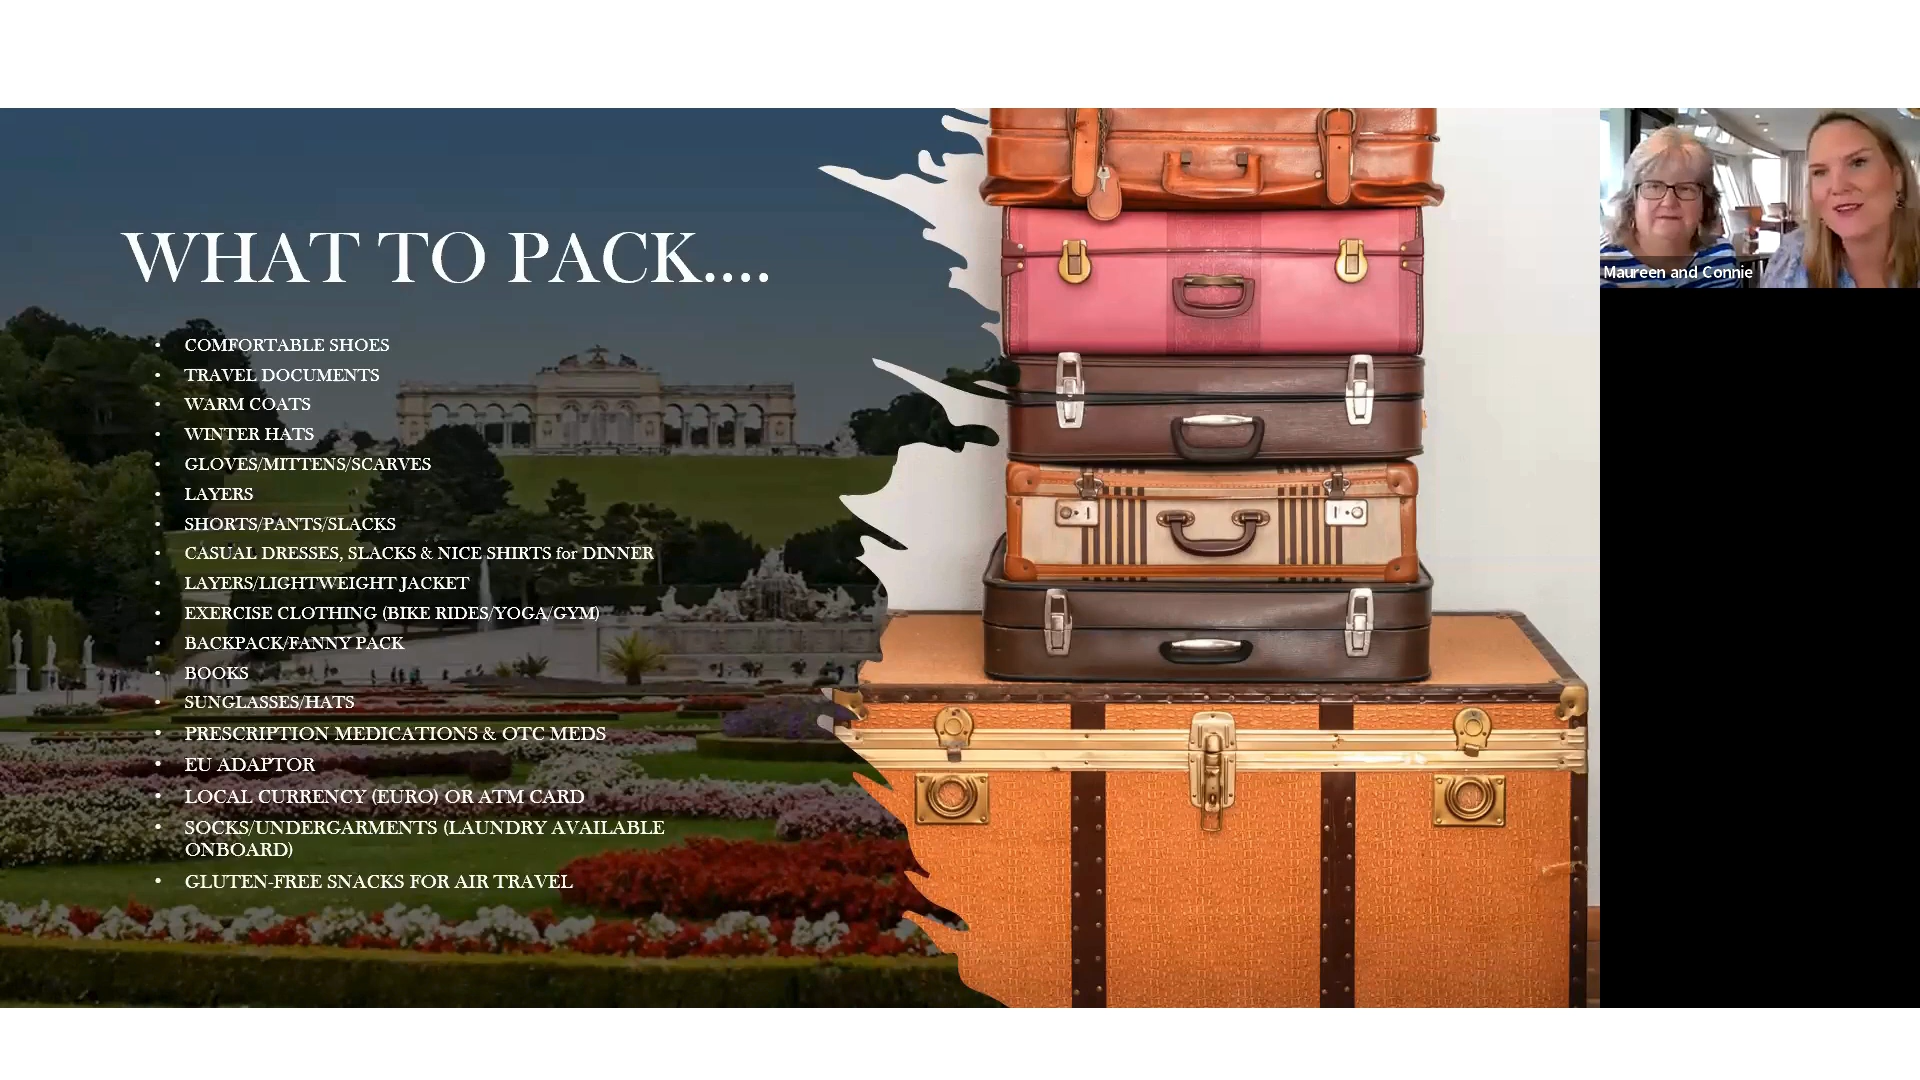 WHAT TO PACK....
• COMFORTABLE SHOES
• TRAVEL DOCUMENTS
• WARM COATS
• WINTER HATS
• GLOVES/MITTENS/SCARVES
• LAYERS
• SHORTS/PANTS/SLACKS
• CASUAL DRESSES, SLACKS & NICE SHIRTS for DINNER
• LAYERS/LIGHTWEIGHT JACKET
• EXERCISE CLOTHING (BIKE RIDES/YOGA/GYM)
• BACKPACK/FANNY PACK
• BOOKS
• SUNGLASSES/HATS
• PRESCRIPTION MEDICATIONS & OTC MEDS
• EU ADAPTOR
• LOCAL CURRENCY (EURO) OR ATM CARD
• SOCKS/UNDERGARMENTS (LAUNDRY AVAILABLE
ONBOARD)
• GLUTEN-FREE SNACKS FOR AIR TRAVEL
Maureen and Connie